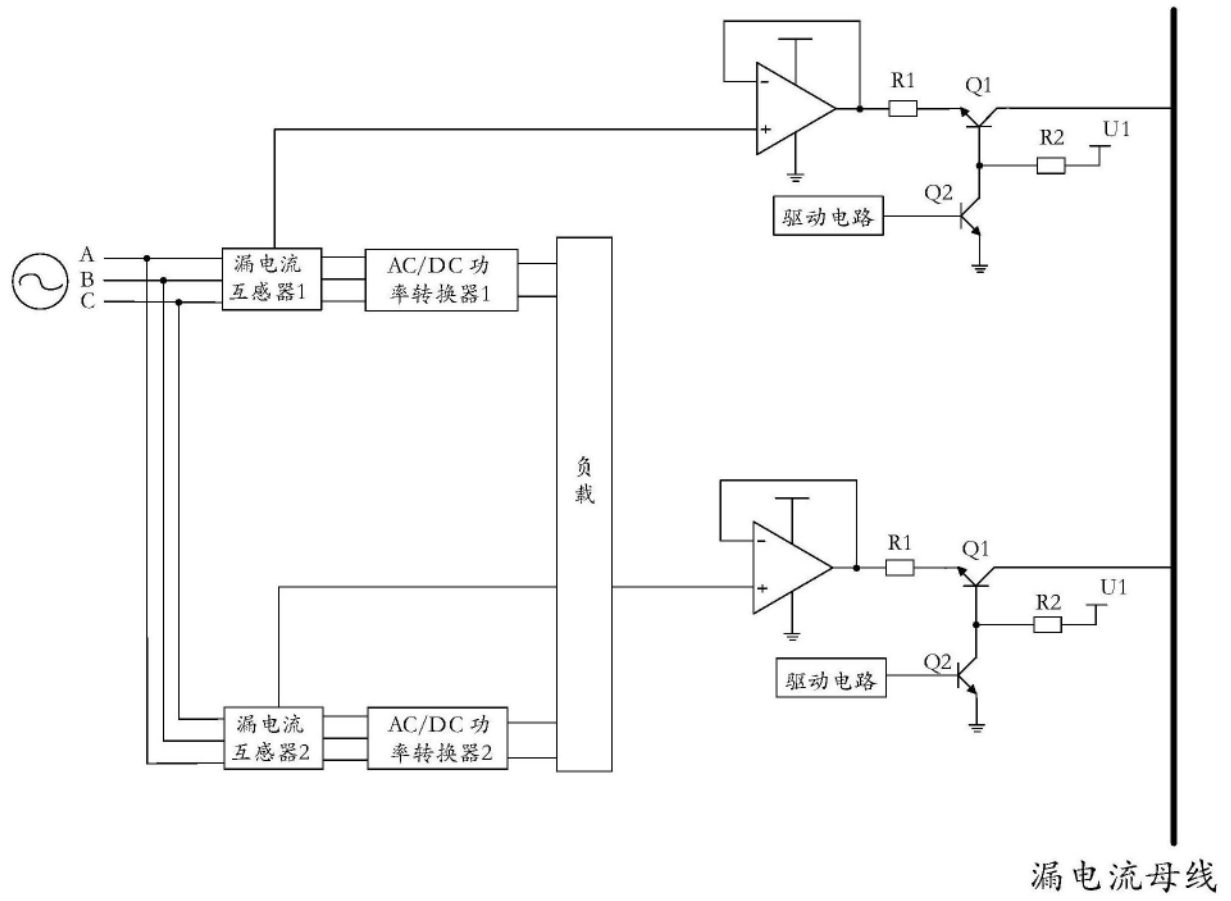 R1
Q1
R2
U1
Q2
驱动电路
A
B
C
漏电流
互感器1
AC/DC 功
率转换器1
负
载
R1
Q1
R2
U1
Q2
驱动电路
漏电流
互感器2
AC/DC 功
率转换器2
漏电流母线